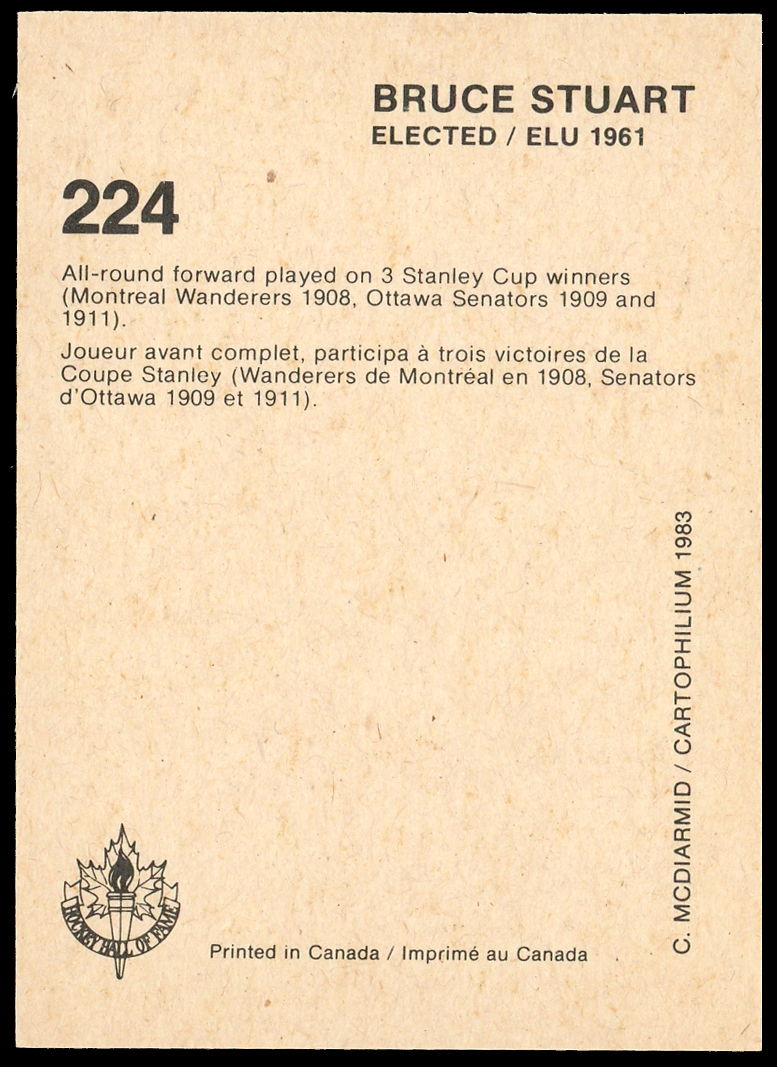 BRUCE STUART
ELECTED / ELU 1961
224
All-round forward played on 3 Stanley Cup winners
(Montreal Wanderers 1908, Ottawa Senators 1909 and
1911).
Joueur avant complet, participa à trois victoires de la
Coupe Stanley (Wanderers de Montréal en 1908, Senators
d'Ottawa 1909 et 1911).
C. MCDIARMID / CARTOPHILIUM 1983
HOCKEY HALL OF FAME
Printed in Canada / Imprimé au Canada